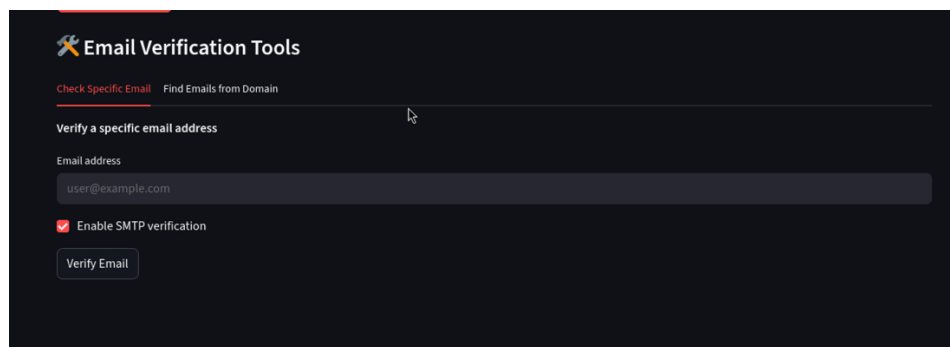 🛠️ Email Verification Tools
Check Specific Email Find Emails from Domain
Verify a specific email address
Email address
user@example.com
Enable SMTP verification
Verify Email